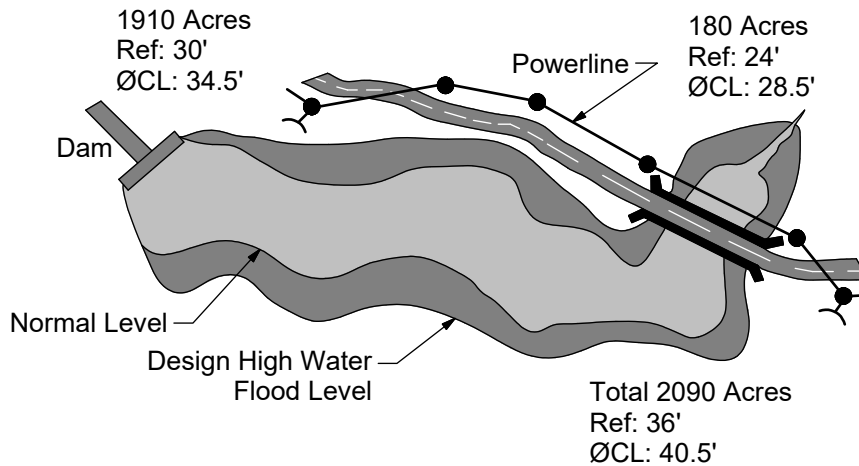 1910 Acres
Ref: 30'
ØCL: 34.5'
180 Acres
Ref: 24'
ØCL: 28.5'
Powerline
Dam
Normal Level
Design High Water
Flood Level
Total 2090 Acres
Ref: 36'
ØCL: 40.5'